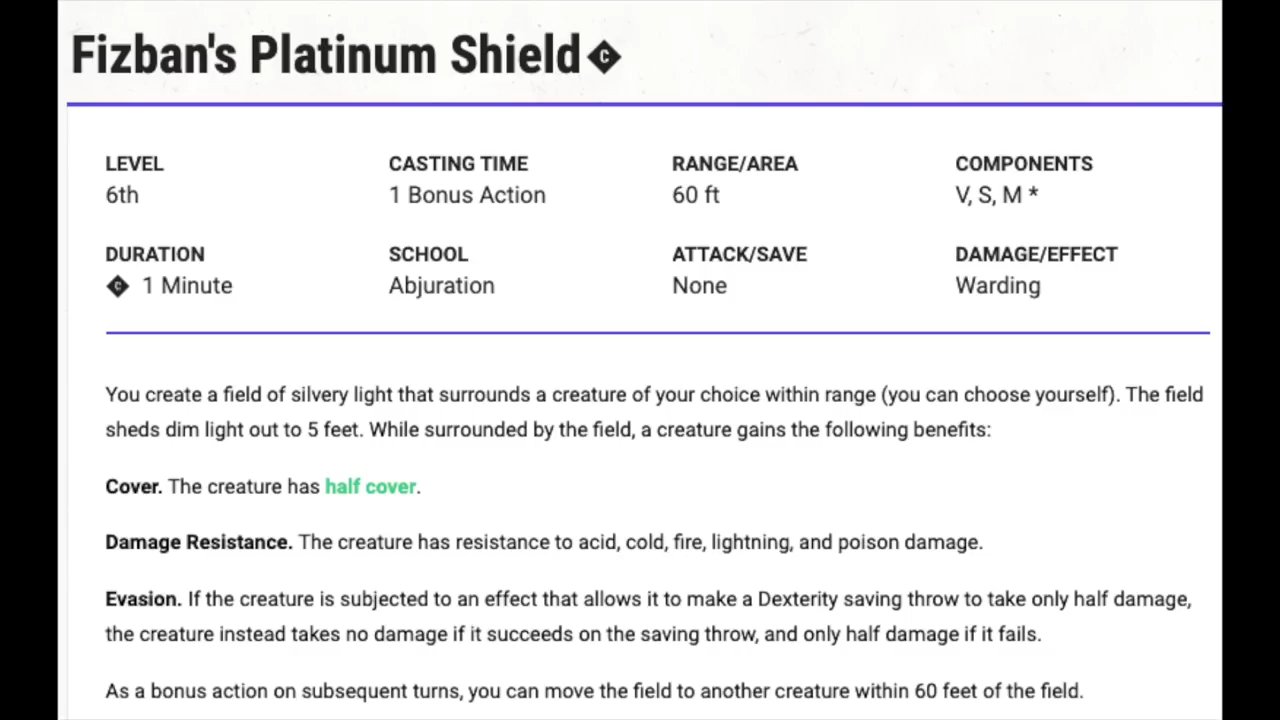 Fizban's Platinum Shield C
LEVEL CASTING TIME RANGE/AREA COMPONENTS
6th 1 Bonus Action 60 ft V, S, M *
DURATION SCHOOL ATTACK/SAVE DAMAGE/EFFECT
C 1 Minute Abjuration None Warding
You create a field of silvery light that surrounds a creature of your choice within range (you can choose yourself). The field
sheds dim light out to 5 feet. While surrounded by the field, a creature gains the following benefits:
Cover. The creature has half cover.
Damage Resistance. The creature has resistance to acid, cold, fire, lightning, and poison damage.
Evasion. If the creature is subjected to an effect that allows it to make a Dexterity saving throw to take only half damage,
the creature instead takes no damage if it succeeds on the saving throw, and only half damage if it fails.
As a bonus action on subsequent turns, you can move the field to another creature within 60 feet of the field.